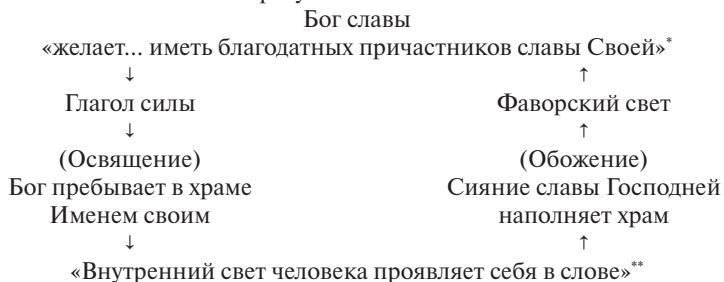 Бог славы
«желает... иметь благодатных причастников славы Своей»*
↓ ↑
Глагол силы Фаворский свет
↓ ↑
(Освящение) (Обожение)
Бог пребывает в храме Сияние славы Господней
Именем своим наполняет храм
↓ ↑
«Внутренний свет человека проявляет себя в слове»**